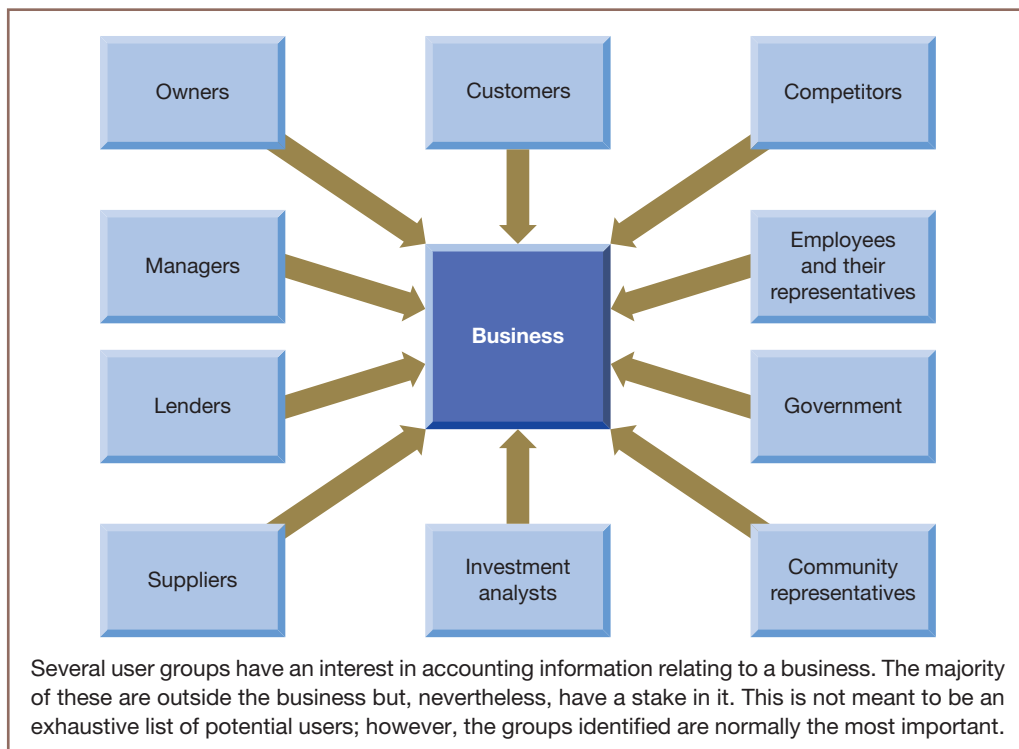 Owners
Customers
Competitors
Managers
Employees
and their
representatives
Business
Lenders
Government
Suppliers
Investment
analysts
Community
representatives
Several user groups have an interest in accounting information relating to a business. The majority
of these are outside the business but, nevertheless, have a stake in it. This is not meant to be an
exhaustive list of potential users; however, the groups identified are normally the most important.